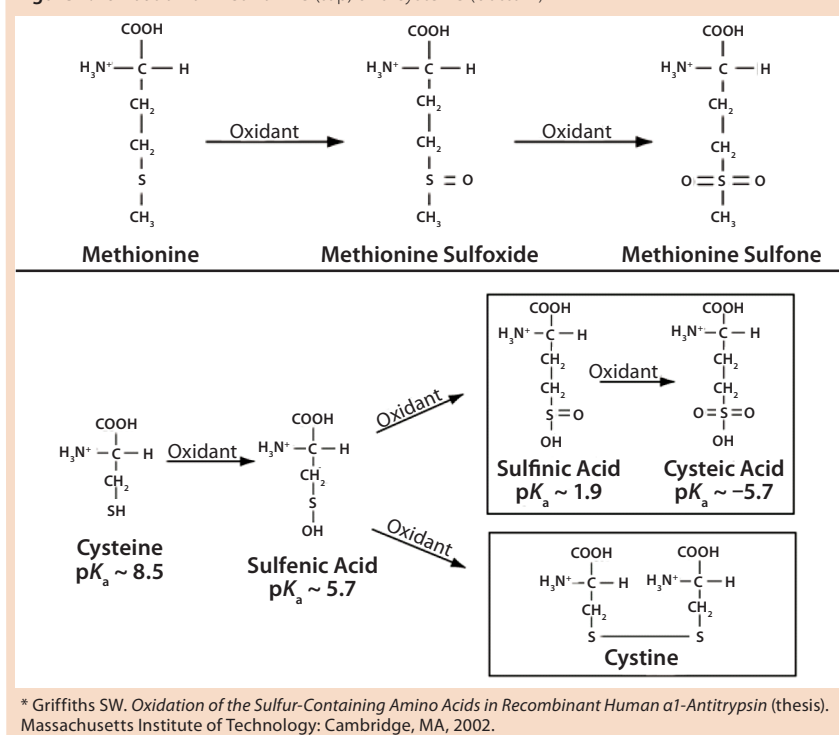 COOH COOH COOH
H₃N⁺— C — H H₃N⁺— C — H H₃N⁺— C — H
CH₂ CH₂ CH₂
Oxidant Oxidant
CH₂ CH₂ CH₂
S S = O O = S = O
CH₃ CH₃ CH₃
Methionine Methionine Sulfoxide Methionine Sulfone
COOH COOH
H₃N⁺ – C – H H₃N⁺ – C – H
CH₂ CH₂
Oxidant
CH₂ CH₂
S = O O = S = O
OH OH
Sulfinic Acid Cysteic Acid
pKₐ ~ 1.9 pKₐ ~ −5.7
Oxidant
COOH COOH
H₃N⁺ – C – H Oxidant H₃N⁺ – C – H
CH₂ CH₂
SH S
OH
Cysteine Sulfenic Acid
pKₐ ~ 8.5 pKₐ ~ 5.7
Oxidant
COOH COOH
H₃N⁺ – C – H H₃N⁺ – C – H
CH₂ CH₂
S S
Cystine
* Griffiths SW. Oxidation of the Sulfur-Containing Amino Acids in Recombinant Human α1-Antitrypsin (thesis).
Massachusetts Institute of Technology: Cambridge, MA, 2002.